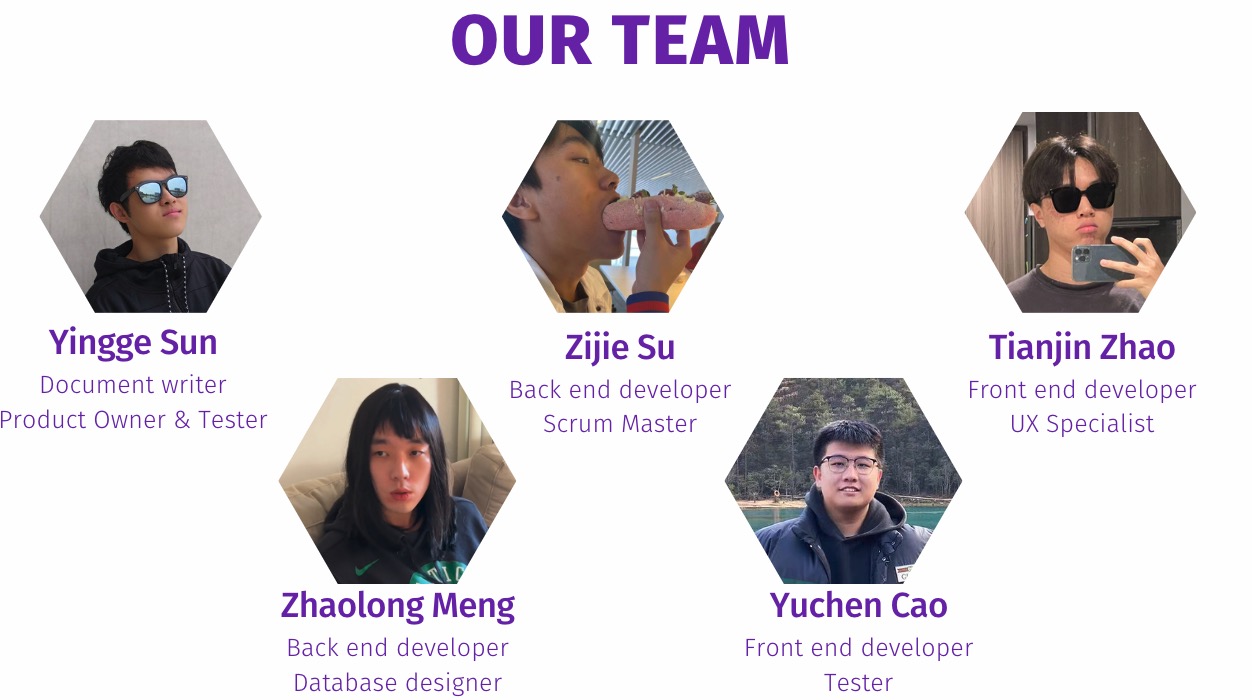 OUR TEAM
Yingge Sun
Document writer
Product Owner & Tester
Zijie Su
Back end developer
Scrum Master
Tianjin Zhao
Front end developer
UX Specialist
Zhaolong Meng
Back end developer
Database designer
Yuchen Cao
Front end developer
Tester